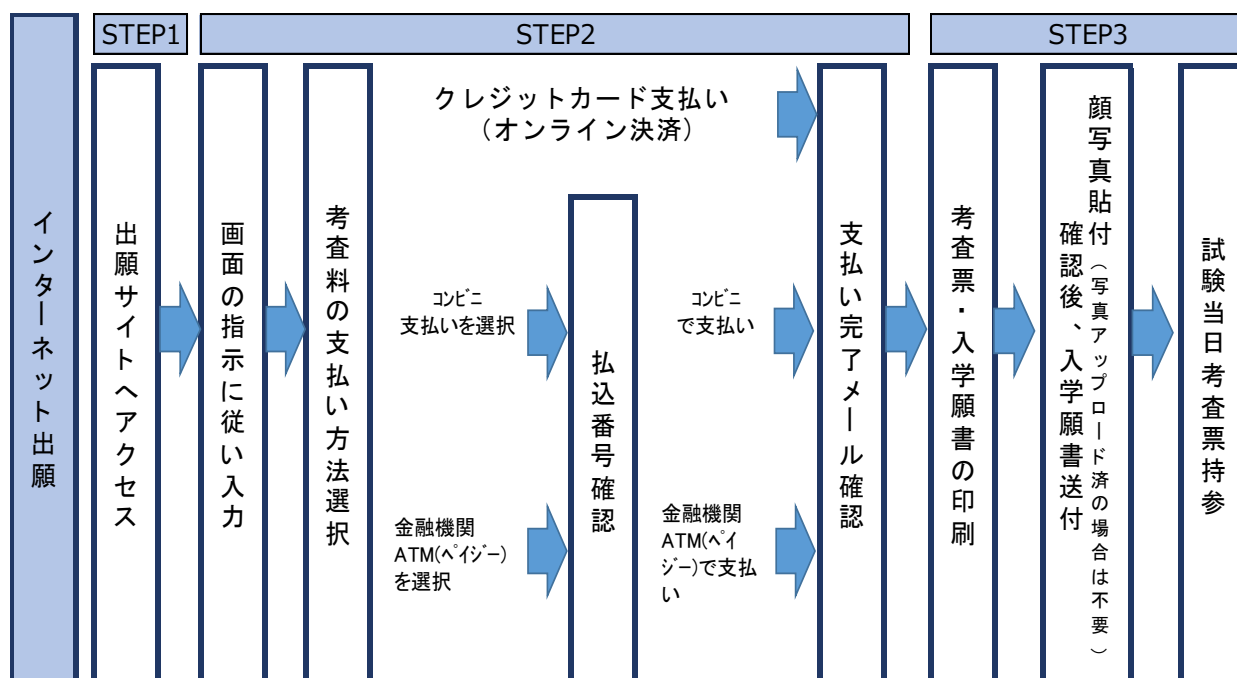 インターネット出願
STEP1
STEP2
STEP3
出願サイトへアクセス
画面の指示に従い入力
考査料の支払い方法選択
クレジットカード支払い
（オンライン決済）
コンビニ
支払いを選択
金融機関
ATM(ペイジー)
を選択
払込番号確認
コンビニ
で支払い
金融機関
ATM(ペイ
ジー)で支払
い
支払い完了メール確認
考査票・入学願書の印刷
顔写真貼付（写真アップロード済の場合は不要）
確認後、入学願書送付
試験当日考査票持参